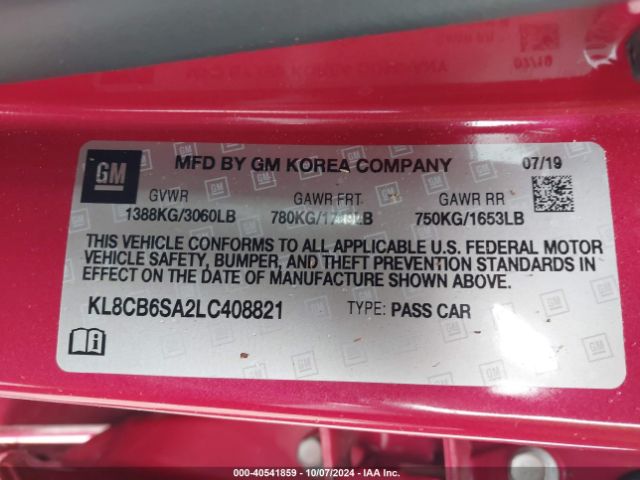 GM
MFD BY GM KOREA COMPANY 07/19
GVWR GAWR FRT GAWR RR
1388KG/3060LB 780KG/ LB 750KG/1653LB
THIS VEHICLE CONFORMS TO ALL APPLICABLE U.S. FEDERAL MOTOR
VEHICLE SAFETY, BUMPER, AND THEFT PREVENTION STANDARDS IN
EFFECT ON THE DATE OF MANUFACTURE SHOWN ABOVE.
KL8CB6SA2LC408821 TYPE: PASS CAR
000-40541859 - 10/07/2024 - IAA Inc.